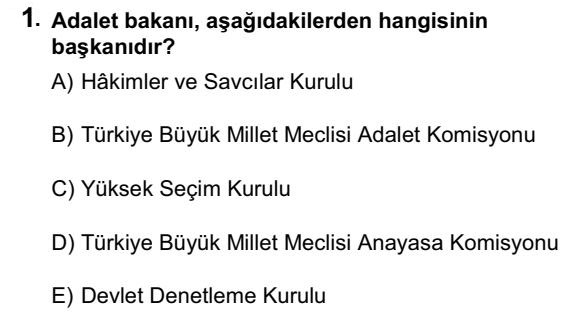 1. Adalet bakanı, aşağıdakilerden hangisinin
başkanıdır?
A) Hâkimler ve Savcılar Kurulu
B) Türkiye Büyük Millet Meclisi Adalet Komisyonu
C) Yüksek Seçim Kurulu
D) Türkiye Büyük Millet Meclisi Anayasa Komisyonu
E) Devlet Denetleme Kurulu